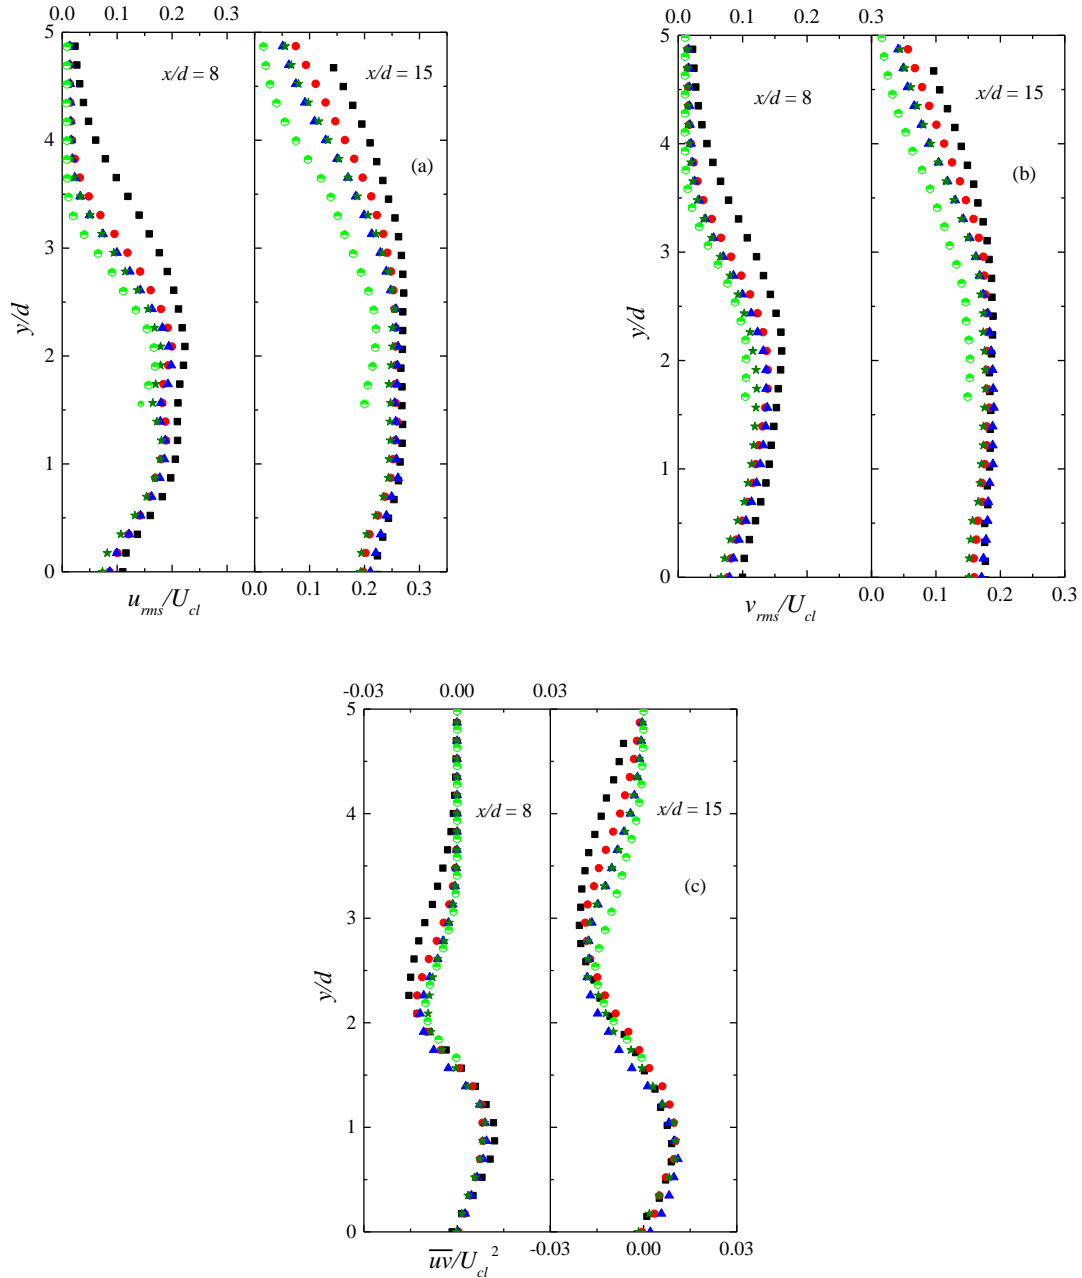 0.0 0.1 0.2 0.3
5
4
3
2
1
0
y/d
x/d = 8
x/d = 15
(a)
0.0 0.1 0.2 0.3
u_rms/U_cl
0.0 0.1 0.2 0.3
5
4
3
2
1
0
y/d
x/d = 8
x/d = 15
(b)
0.0 0.1 0.2 0.3
v_rms/U_cl
-0.03 0.00 0.03
5
4
3
2
1
0
y/d
x/d = 8
x/d = 15
(c)
-0.03 0.00 0.03
u̅v̅/U_cl²